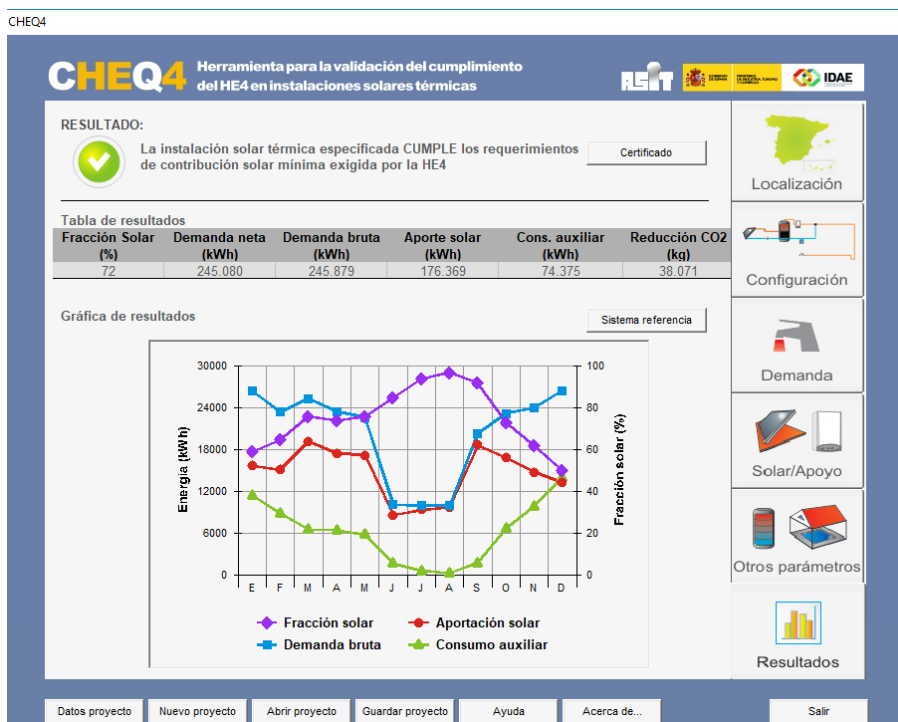 CHEQ4
CHEQ4
Herramienta para la validación del cumplimiento
del HE4 en instalaciones solares térmicas
ASIT
IDAE
RESULTADO:
La instalación solar térmica especificada CUMPLE los requerimientos
de contribución solar mínima exigida por la HE4
Certificado
Localización
Tabla de resultados
Fracción Solar Demanda neta Demanda bruta Aporte solar Cons. auxiliar Reducción CO2
(%) (kWh) (kWh) (kWh) (kWh) (kg)
72 245.080 245.879 176.369 74.375 38.071
Configuración
Gráfica de resultados
Sistema referencia
Demanda
30000 100
24000 80
18000 60
12000 40
6000 20
0 0
Energia (kWh)
Fracción solar (%)
E F M A M J J A S O N D
Fracción solar Aportación solar
Demanda bruta Consumo auxiliar
Solar/Apoyo
Otros parámetros
Resultados
Datos proyecto Nuevo proyecto Abrir proyecto Guardar proyecto Ayuda Acerca de... Salir